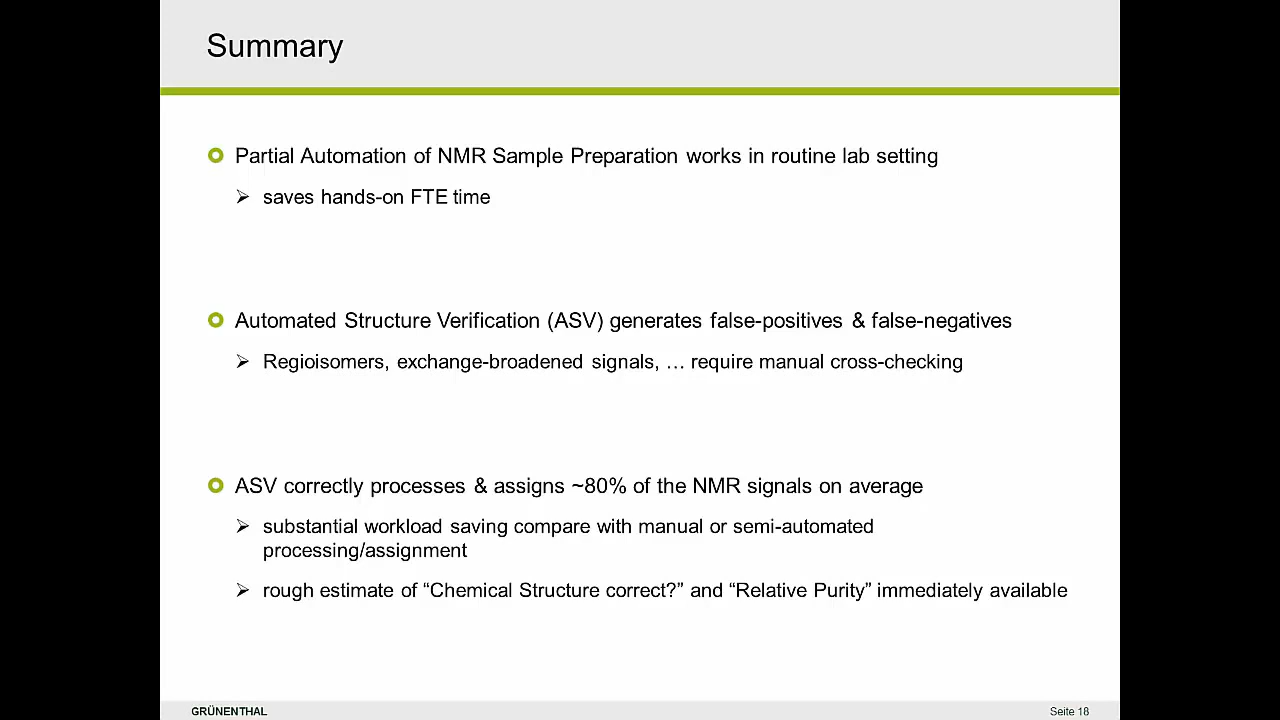 Summary
Partial Automation of NMR Sample Preparation works in routine lab setting
saves hands-on FTE time
Automated Structure Verification (ASV) generates false-positives & false-negatives
Regioisomers, exchange-broadened signals, … require manual cross-checking
ASV correctly processes & assigns ~80% of the NMR signals on average
substantial workload saving compare with manual or semi-automated
processing/assignment
rough estimate of “Chemical Structure correct?” and “Relative Purity” immediately available
GRÜNENTHAL
Seite 18